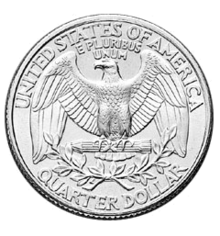 UNITED STATES OF AMERICA
E PLURIBUS
UNUM
QUARTER DOLLAR